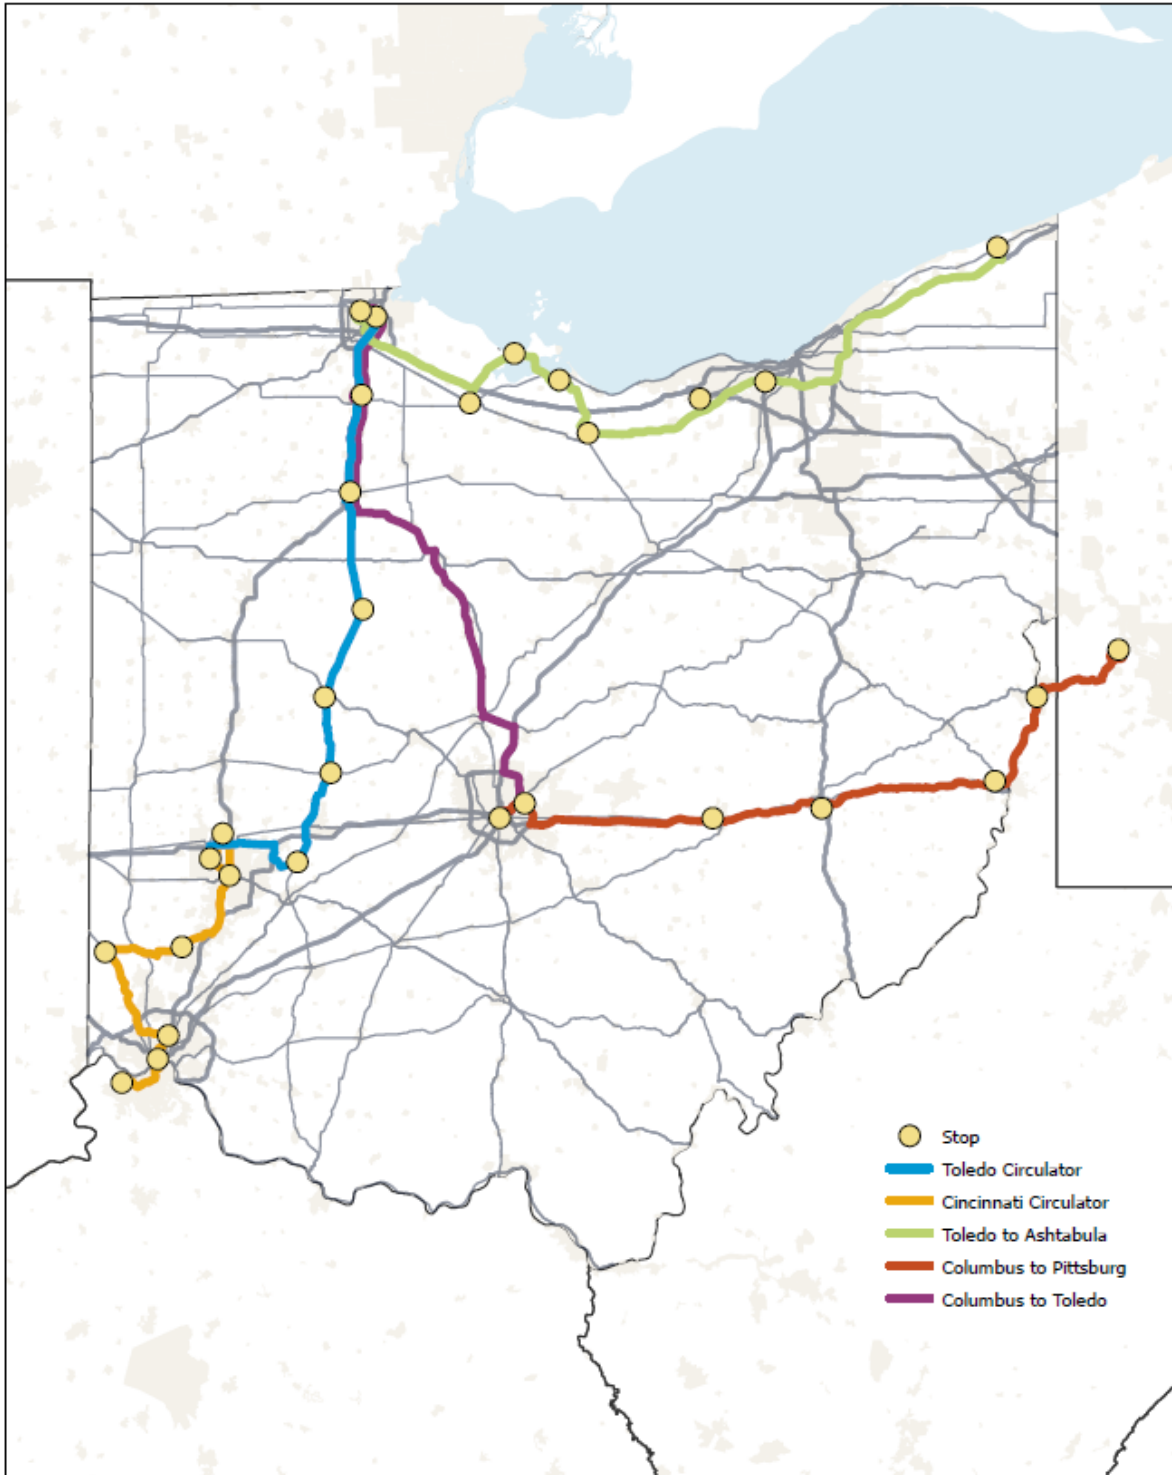 Stop
Toledo Circulator
Cincinnati Circulator
Toledo to Ashtabula
Columbus to Pittsburg
Columbus to Toledo